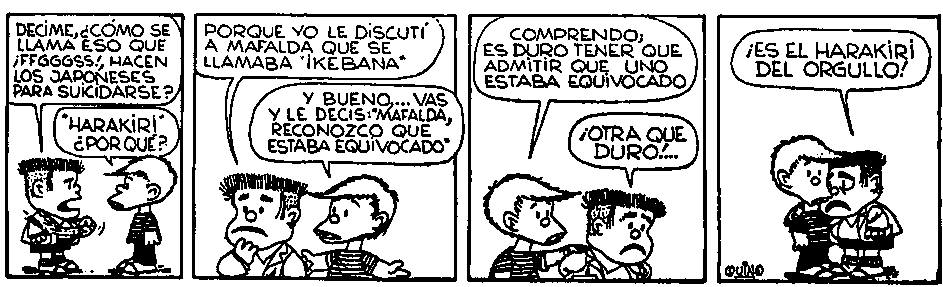 DECIME, ¿CÓMO SE
LLAMA ESO QUE
¡FFGGGSS!, HACEN
LOS JAPONESES
PARA SUICIDARSE?
"HARAKIRI"
¿POR QUÉ?
PORQUE YO LE DISCUTÍ
A MAFALDA QUE SE
LLAMABA "IKEBANA"
Y BUENO... VAS
Y LE DECIS: "MAFALDA,
RECONOZCO QUE
ESTABA EQUIVOCADO"
COMPRENDO;
ES DURO TENER QUE
ADMITIR QUE UNO
ESTABA EQUIVOCADO
¡OTRA QUE
DURO!...
¡ES EL HARAKIRI
DEL ORGULLO!
QUINO